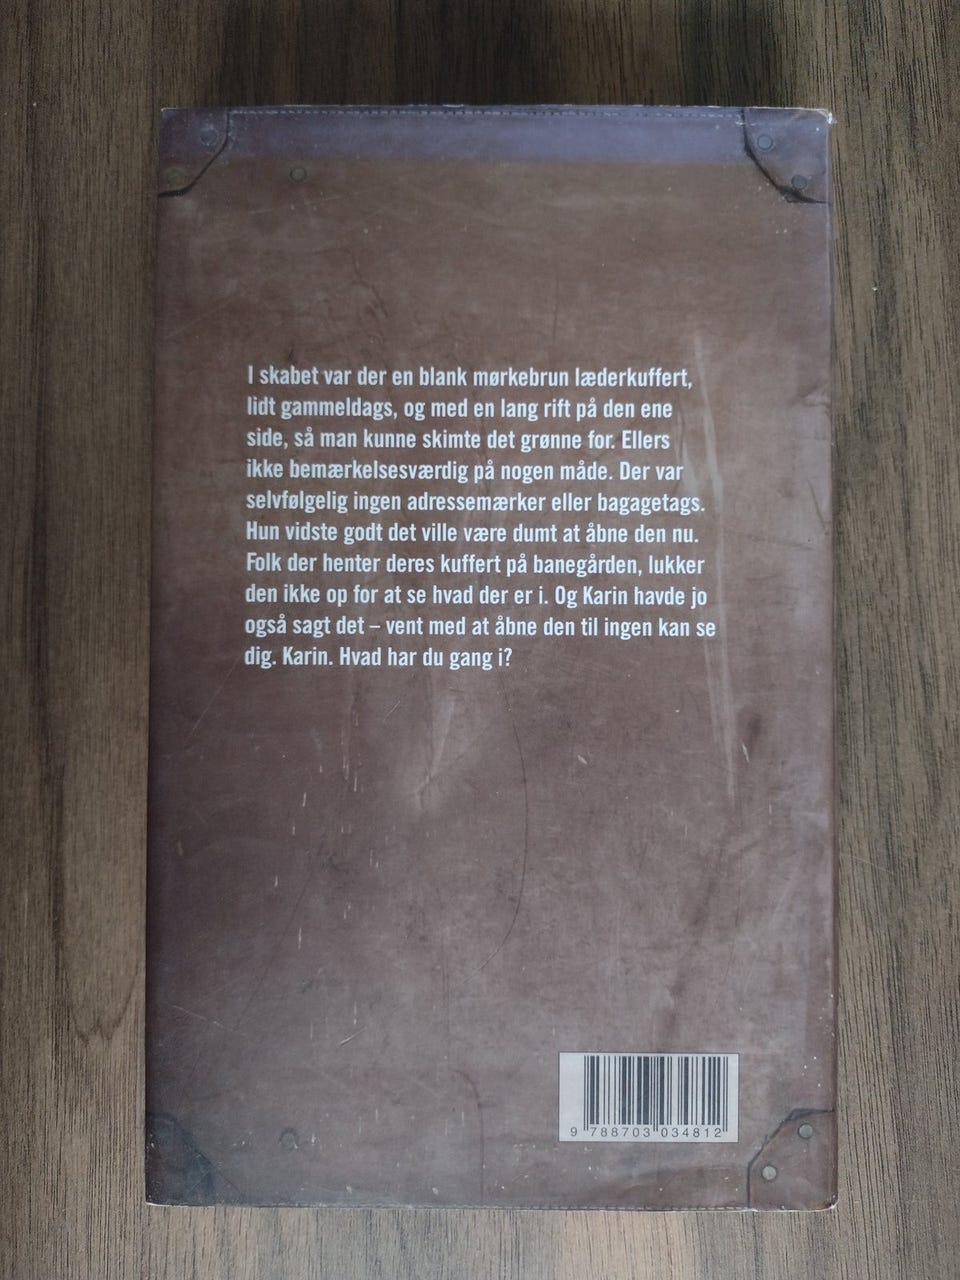 I skabet var der en blank mørkebrun læderkuffert,
lidt gammeldags, og med en lang rift på den ene
side, så man kunne skimte det grønne for. Ellers
ikke bemærkelsesværdig på nogen måde. Der var
selvfølgelig ingen adressemærker eller bagagetags.
Hun vidste godt det ville være dumt at åbne den nu.
Folk der henter deres kuffert på banegården, lukker
den ikke op for at se hvad der er i. Og Karin havde jo
også sagt det – vent med at åbne den til ingen kan se
dig. Karin. Hvad har du gang i?
9 788703 034812